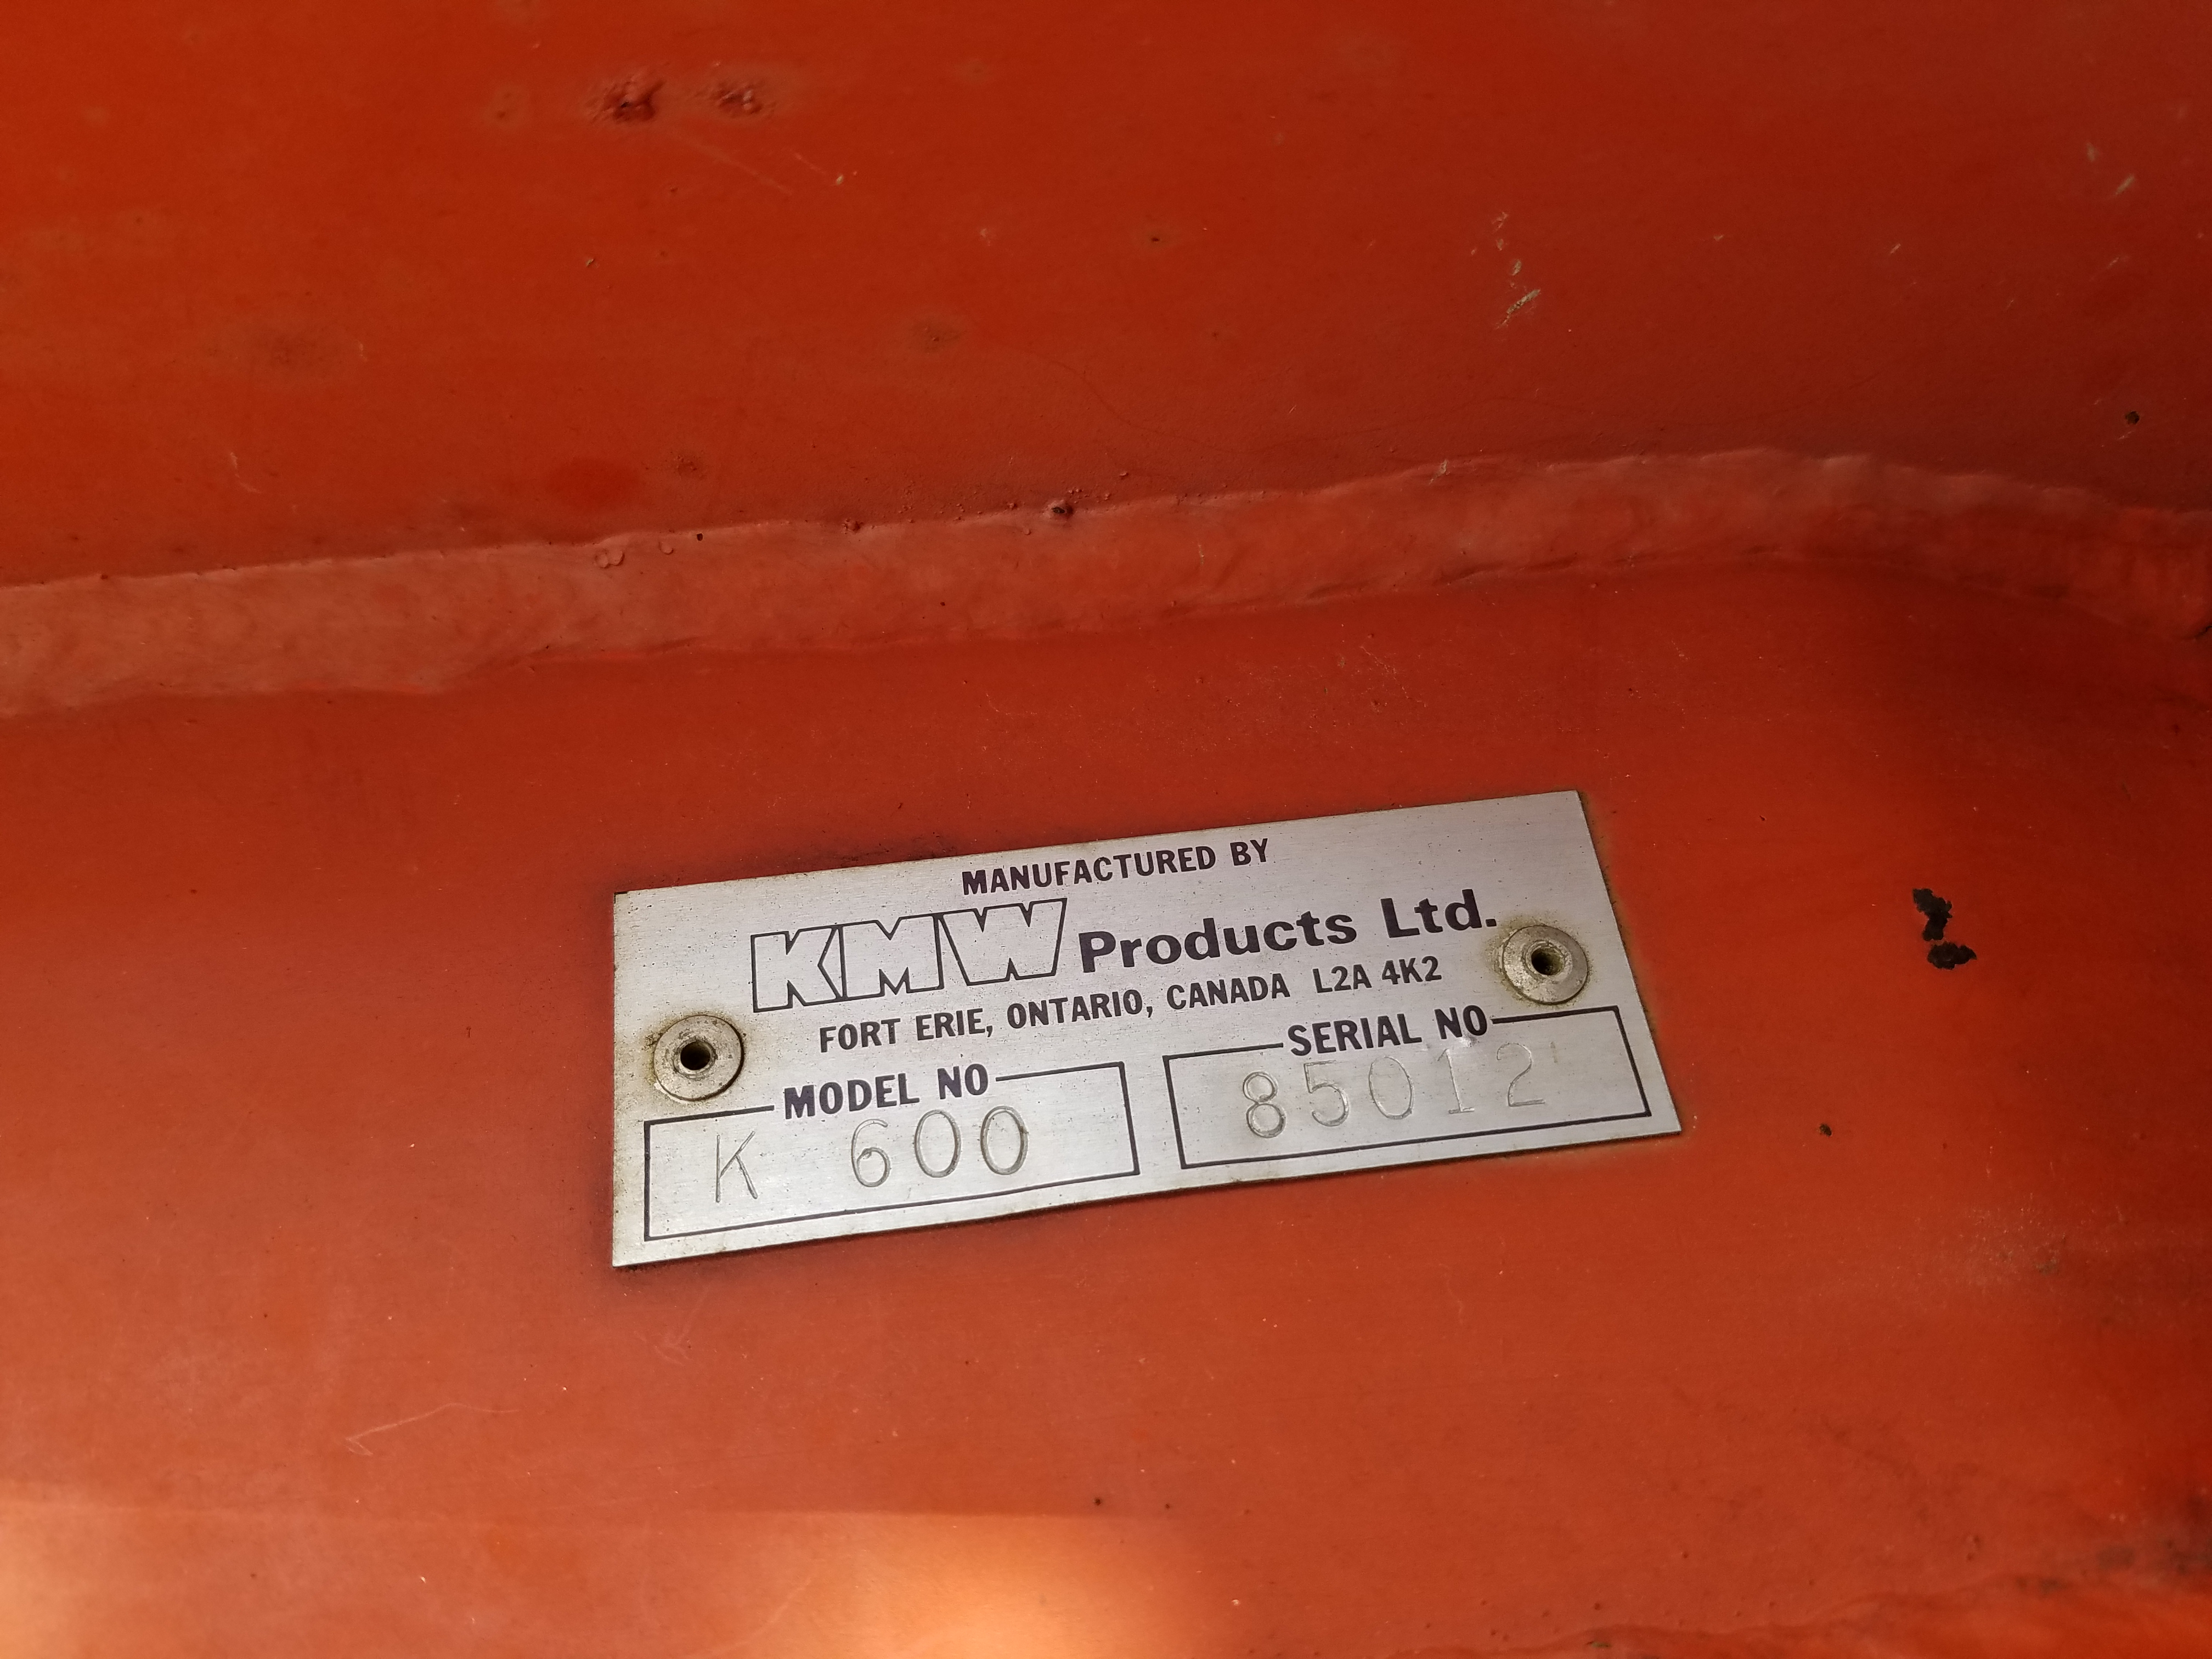 MANUFACTURED BY
KMW Products Ltd.
FORT ERIE, ONTARIO, CANADA L2A 4K2
MODEL NO SERIAL NO
K 600 85012